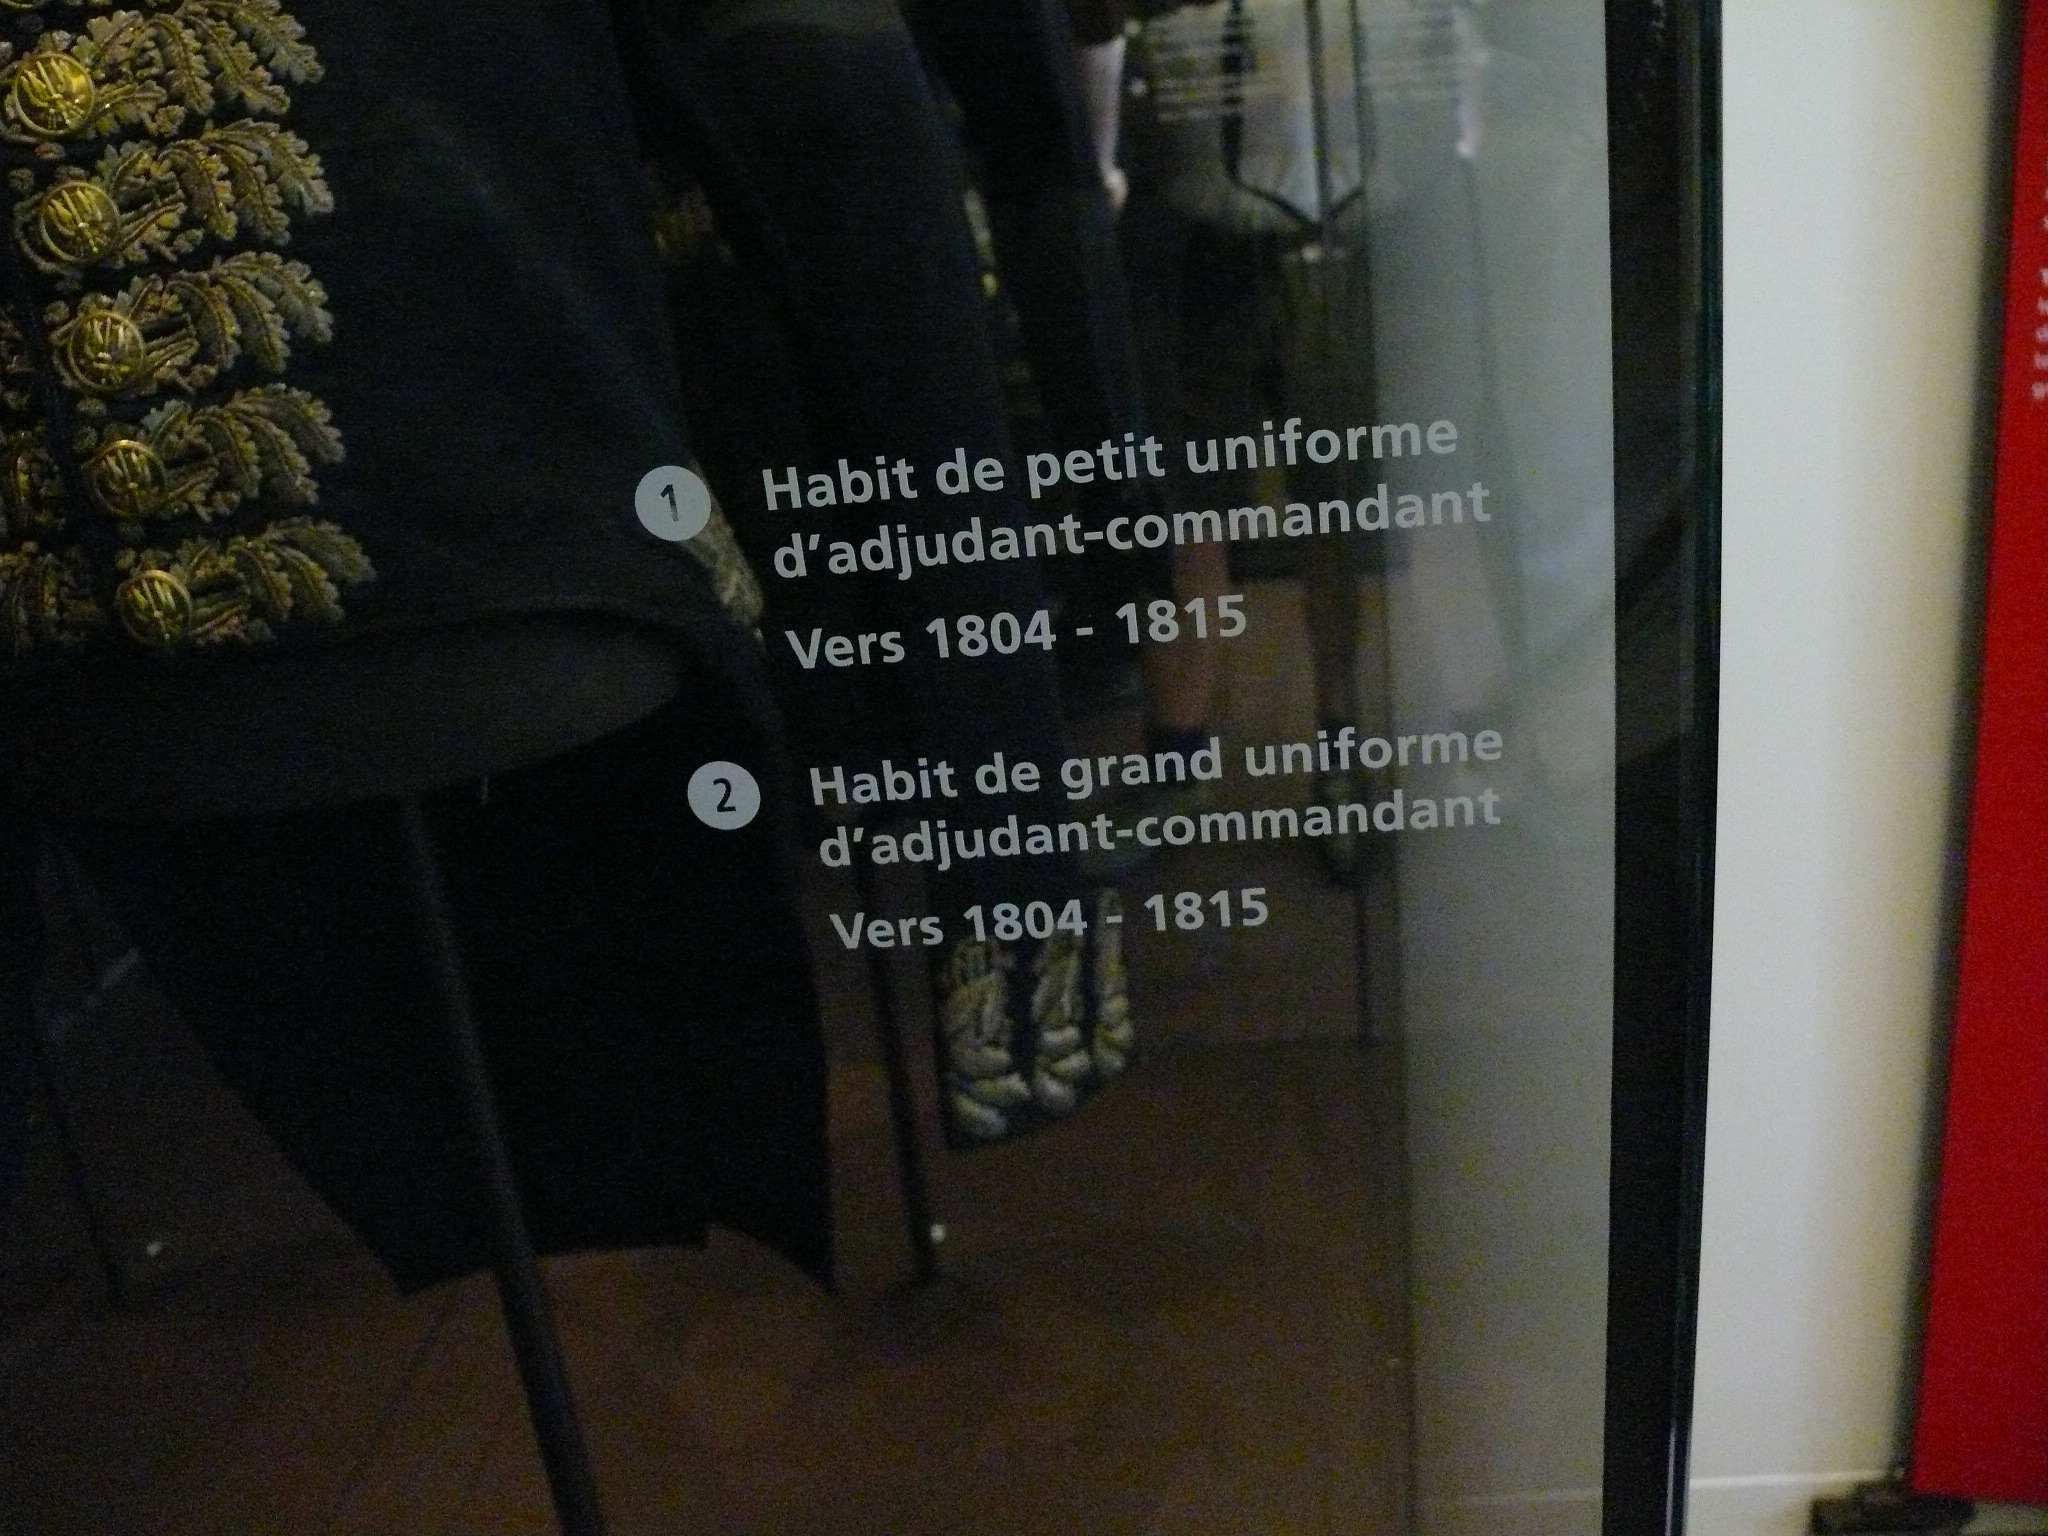 1 Habit de petit uniforme
d'adjudant-commandant
Vers 1804 - 1815
2 Habit de grand uniforme
d'adjudant-commandant
Vers 1804 - 1815